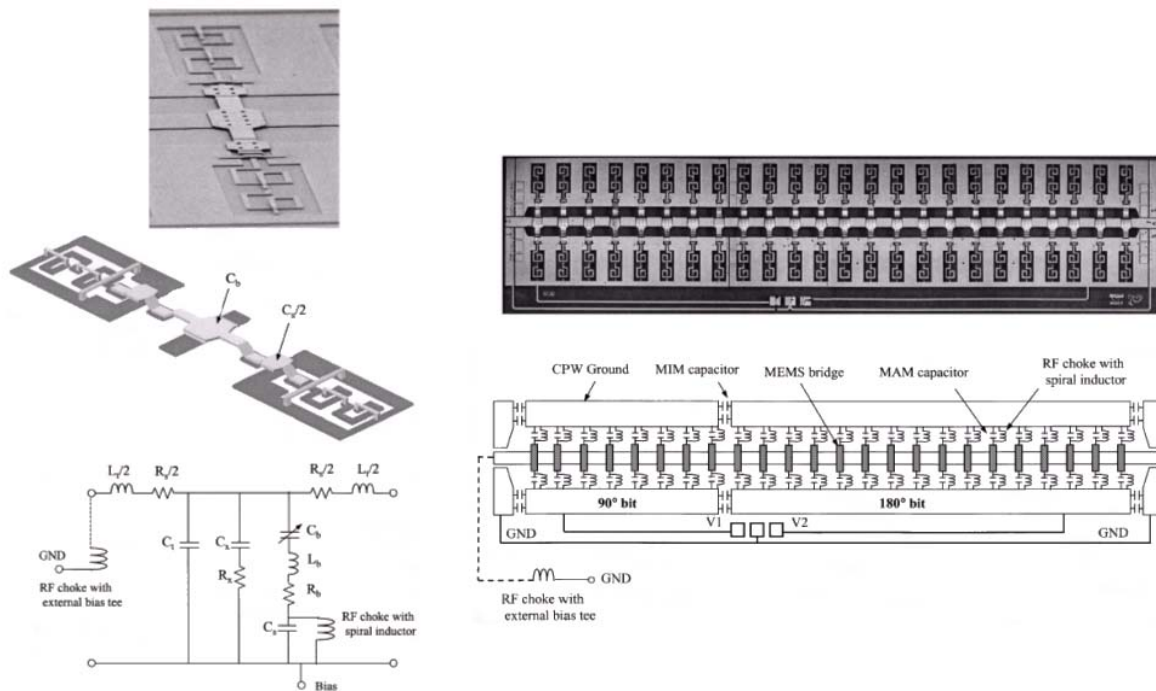 C_b
C_s/2
L_t/2
R_s/2
R_s/2
L_t/2
C_b
C_t
C_x
L_b
R_x
R_b
C_s
GND
RF choke with
external bias tee
RF choke with
spiral inductor
Bias
CPW Ground
MIM capacitor
MEMS bridge
MAM capacitor
RF choke with
spiral inductor
90° bit
180° bit
V1
V2
GND
GND
GND
RF choke with
external bias tee